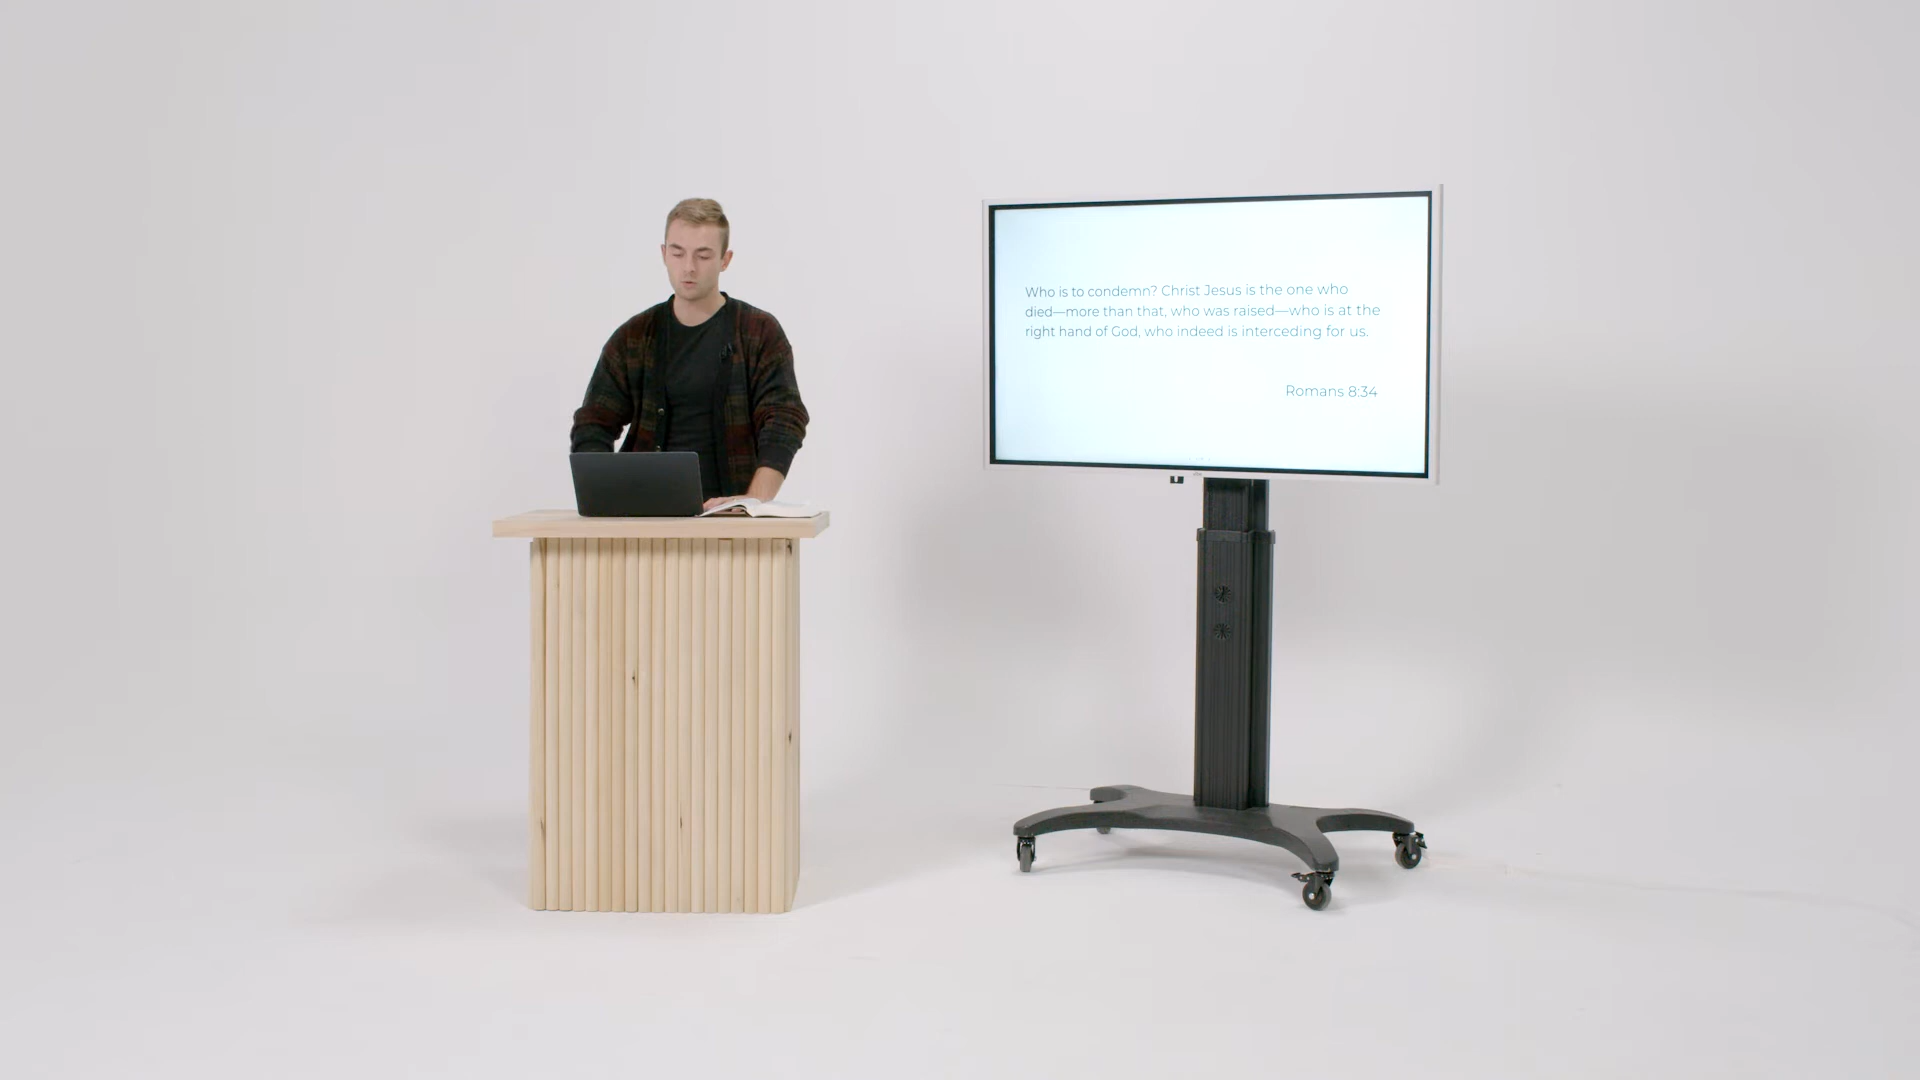 Who is to condemn? Christ Jesus is the one who
died—more than that, who was raised—who is at the
right hand of God, who indeed is interceding for us.
Romans 8:34